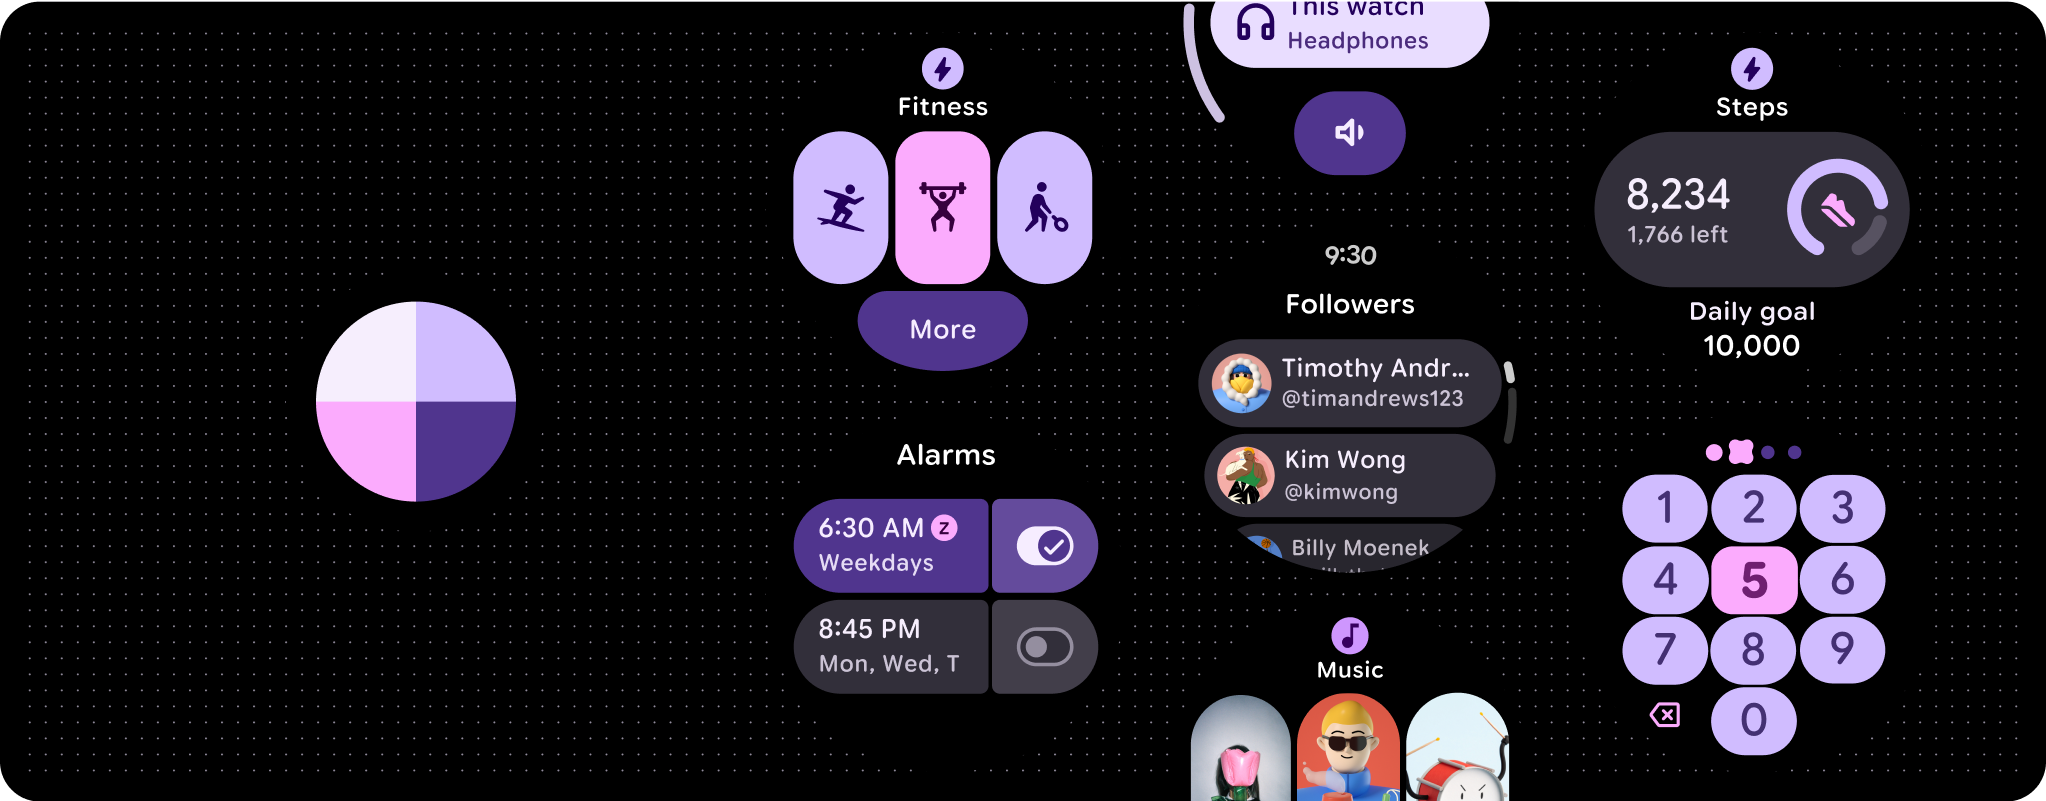 Fitness
More
Alarms
6:30 AM Z
Weekdays
8:45 PM
Mon, Wed, T
This watch
Headphones
9:30
Followers
Timothy Andr...
@timandrews123
Kim Wong
@kimwong
Billy Moenek
Music
Steps
8,234
1,766 left
Daily goal
10,000
1 2 3
4 5 6
7 8 9
0